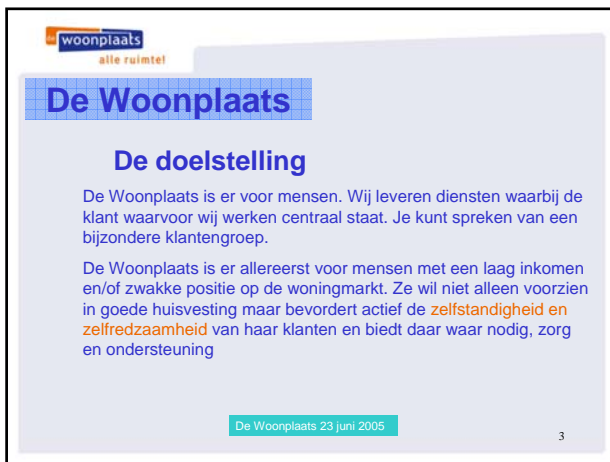 de woonplaats
alle ruimte!
De Woonplaats
De doelstelling
De Woonplaats is er voor mensen. Wij leveren diensten waarbij de
klant waarvoor wij werken centraal staat. Je kunt spreken van een
bijzondere klantengroep.
De Woonplaats is er allereerst voor mensen met een laag inkomen
en/of zwakke positie op de woningmarkt. Ze wil niet alleen voorzien
in goede huisvesting maar bevordert actief de zelfstandigheid en
zelfredzaamheid van haar klanten en biedt daar waar nodig, zorg
en ondersteuning
De Woonplaats 23 juni 2005
3